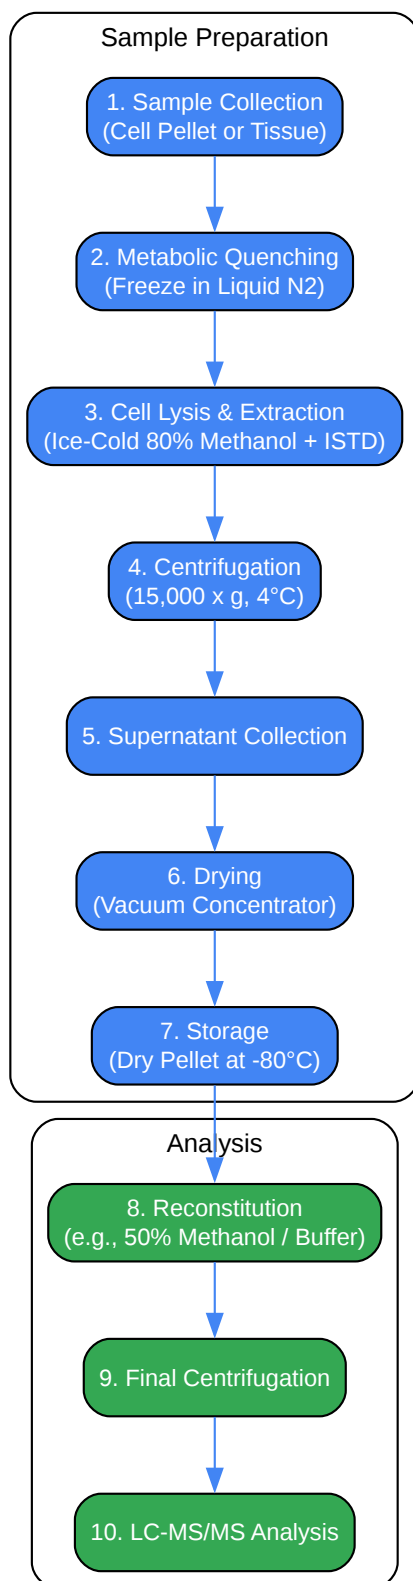 Sample Preparation
1. Sample Collection
(Cell Pellet or Tissue)
2. Metabolic Quenching
(Freeze in Liquid N2)
3. Cell Lysis & Extraction
(Ice-Cold 80% Methanol + ISTD)
4. Centrifugation
(15,000 x g, 4°C)
5. Supernatant Collection
6. Drying
(Vacuum Concentrator)
7. Storage
(Dry Pellet at -80°C)
Analysis
8. Reconstitution
(e.g., 50% Methanol / Buffer)
9. Final Centrifugation
10. LC-MS/MS Analysis